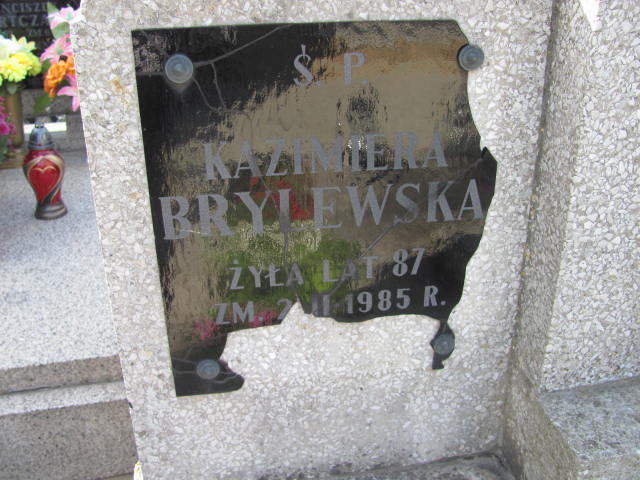 Ś. P.
KAZIMIERA
BRYLEWSKA
ŻYŁA LAT 87
ZM. 1985 R.